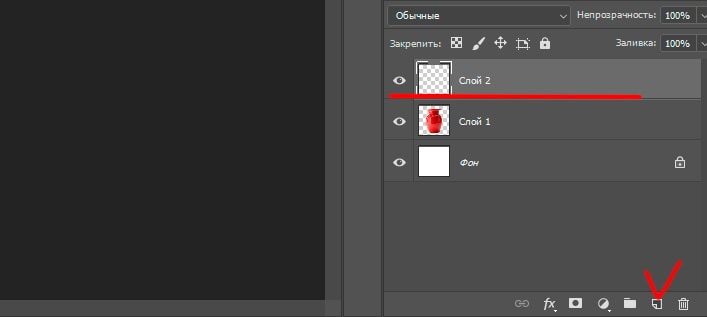 Обычные Непрозрачность: 100%
Закрепить: Заливка: 100%
Слой 2
Слой 1
Фон
fx